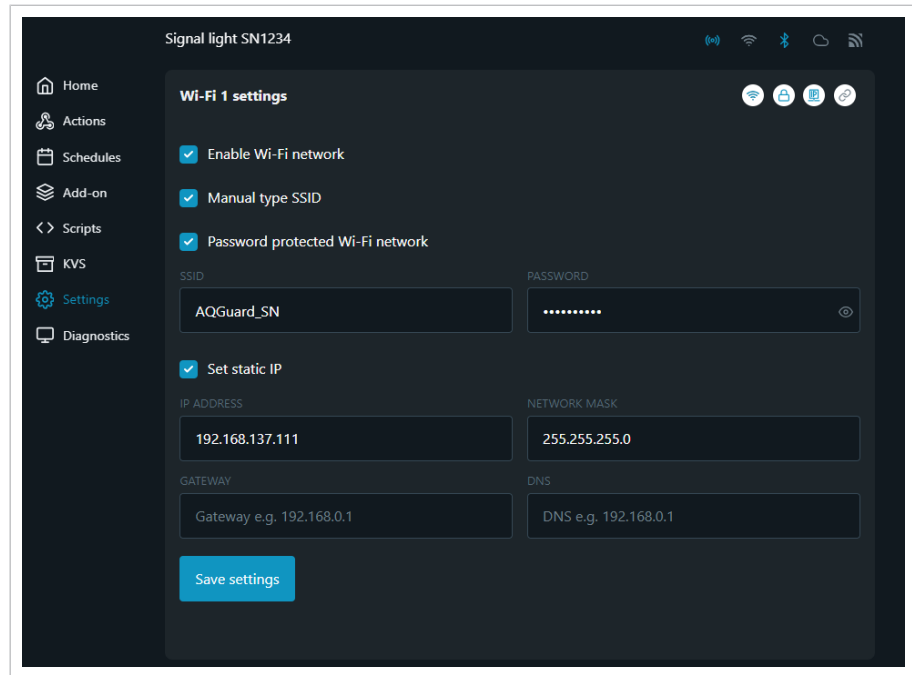 Signal light SN1234
Home
Actions
Schedules
Add-on
Scripts
KVS
Settings
Diagnostics
Wi-Fi 1 settings
Enable Wi-Fi network
Manual type SSID
Password protected Wi-Fi network
SSID
PASSWORD
AQGuard_SN
••••••••••
Set static IP
IP ADDRESS
NETWORK MASK
192.168.137.111
255.255.255.0
GATEWAY
DNS
Gateway e.g. 192.168.0.1
DNS e.g. 192.168.0.1
Save settings